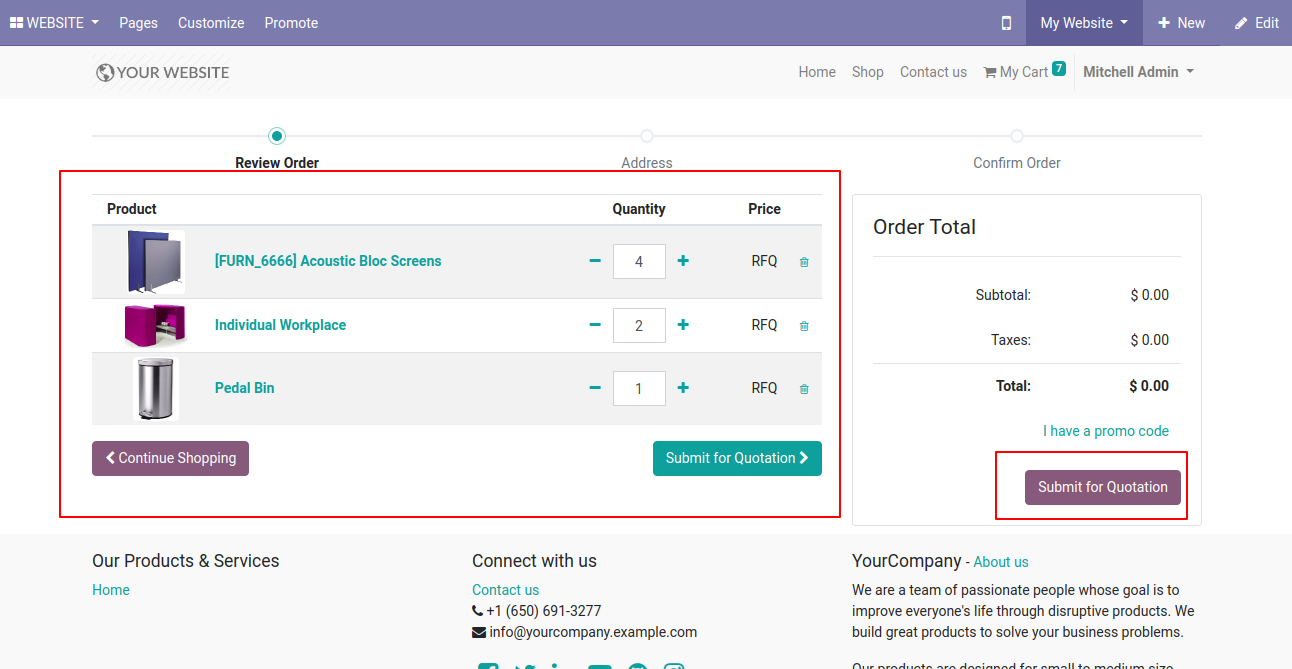 WEBSITE Pages Customize Promote My Website New Edit
YOUR WEBSITE Home Shop Contact us My Cart 7 Mitchell Admin
Review Order Address Confirm Order
Product Quantity Price
[FURN_6666] Acoustic Bloc Screens 4 RFQ
Individual Workplace 2 RFQ
Pedal Bin 1 RFQ
Continue Shopping Submit for Quotation
Order Total
Subtotal: $ 0.00
Taxes: $ 0.00
Total: $ 0.00
I have a promo code
Submit for Quotation
Our Products & Services
Home
Connect with us
Contact us
+1 (650) 691-3277
info@yourcompany.example.com
YourCompany - About us
We are a team of passionate people whose goal is to
improve everyone's life through disruptive products. We
build great products to solve your business problems.
Our products are designed for small to medium size